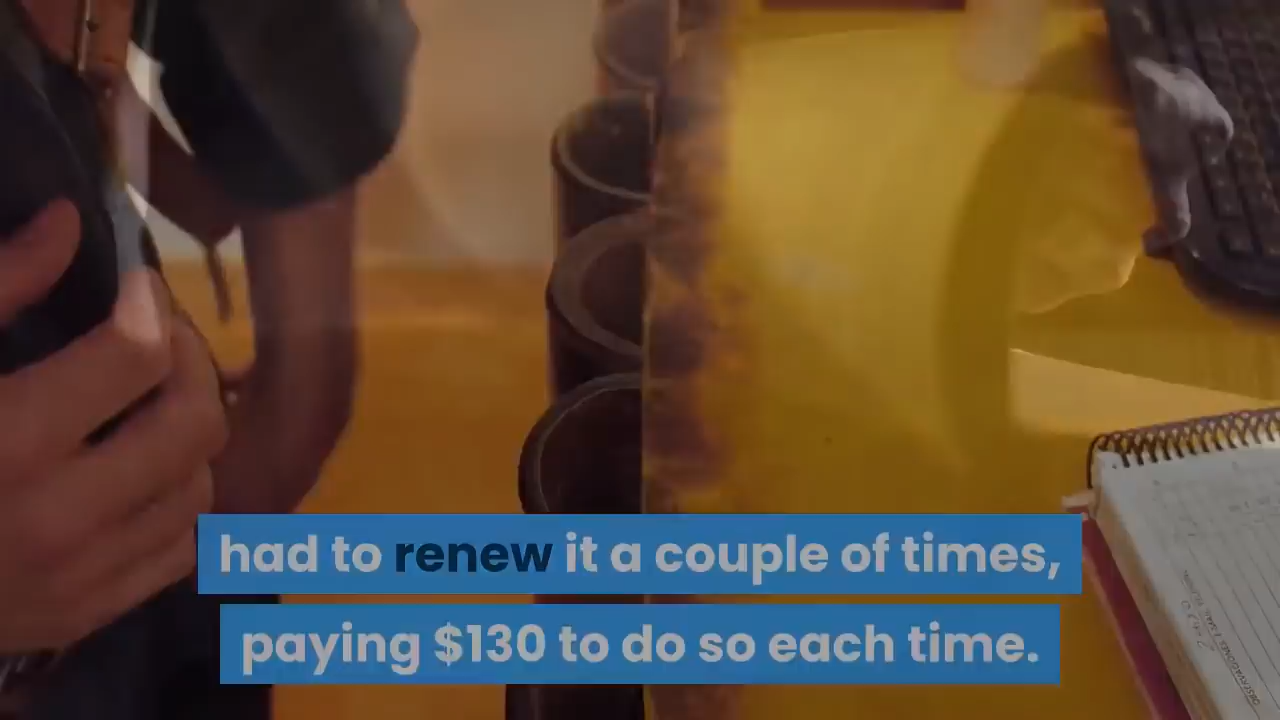 had to renew it a couple of times,
paying $130 to do so each time.